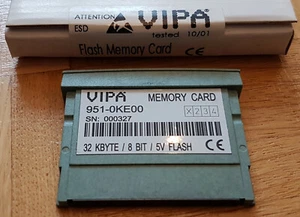 ATTENTION
ESD
VIPA
tested 10/01
Flash Memory Card CE
VIPA MEMORY CARD
951-0KE00
SN: 000327
X 2 3 4
32 KBYTE / 8 BIT / 5V FLASH CE